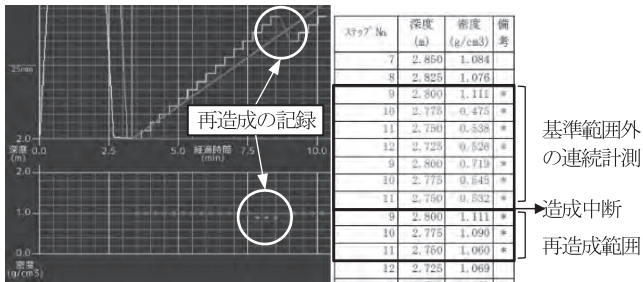 25min
2.0
深度
(m)
0.0
2.5
5.0
経過時間
(min)
7.5
10.0
2.0
1.0
0.0
密度
(g/cm3)
再造成の記録
ステップ No. 深度 (m) 密度 (g/cm3) 備考
7 2.850 1.084
8 2.825 1.076
9 2.800 1.111 *
10 2.775 0.475 *
11 2.750 0.538 *
12 2.725 0.526 *
9 2.800 0.719 *
10 2.775 0.545 *
11 2.750 0.532 *
9 2.800 1.111 *
10 2.775 1.090 *
11 2.750 1.060 *
12 2.725 1.069
基準範囲外
の連続計測
造成中断
再造成範囲